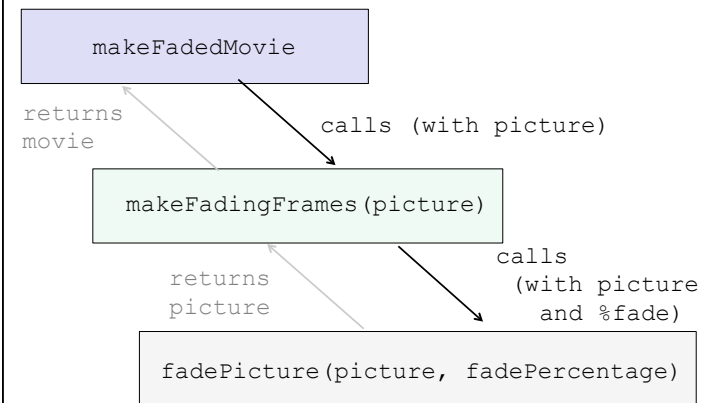 makeFadedMovie
returns
movie
calls (with picture)
makeFadingFrames(picture)
returns
picture
calls
(with picture
and %fade)
fadePicture(picture, fadePercentage)